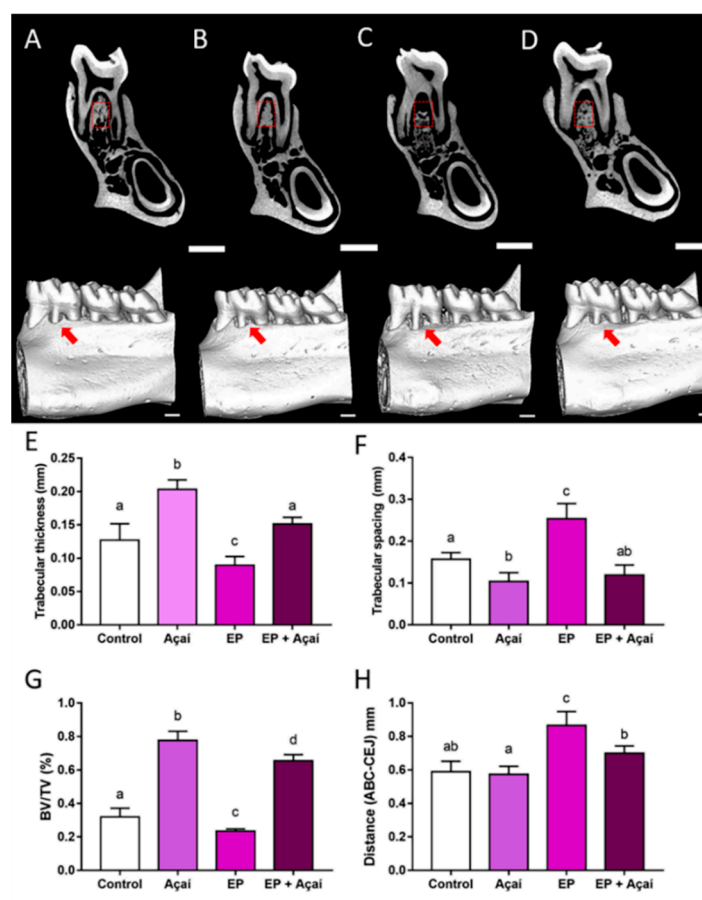 A B C D
E F
0.25
0.20
0.15
0.10
0.05
0.00
Trabecular thickness (mm)
a b c a
Control Açaí EP EP + Açaí
0.4
0.3
0.2
0.1
0.0
Trabecular spacing (mm)
a b c ab
Control Açaí EP EP + Açaí
G H
1.0
0.8
0.6
0.4
0.2
0.0
BV/TV (%)
a b c d
Control Açaí EP EP + Açaí
1.0
0.8
0.6
0.4
0.2
0.0
Distance (ABC-CEJ) mm
ab a c b
Control Açaí EP EP + Açaí